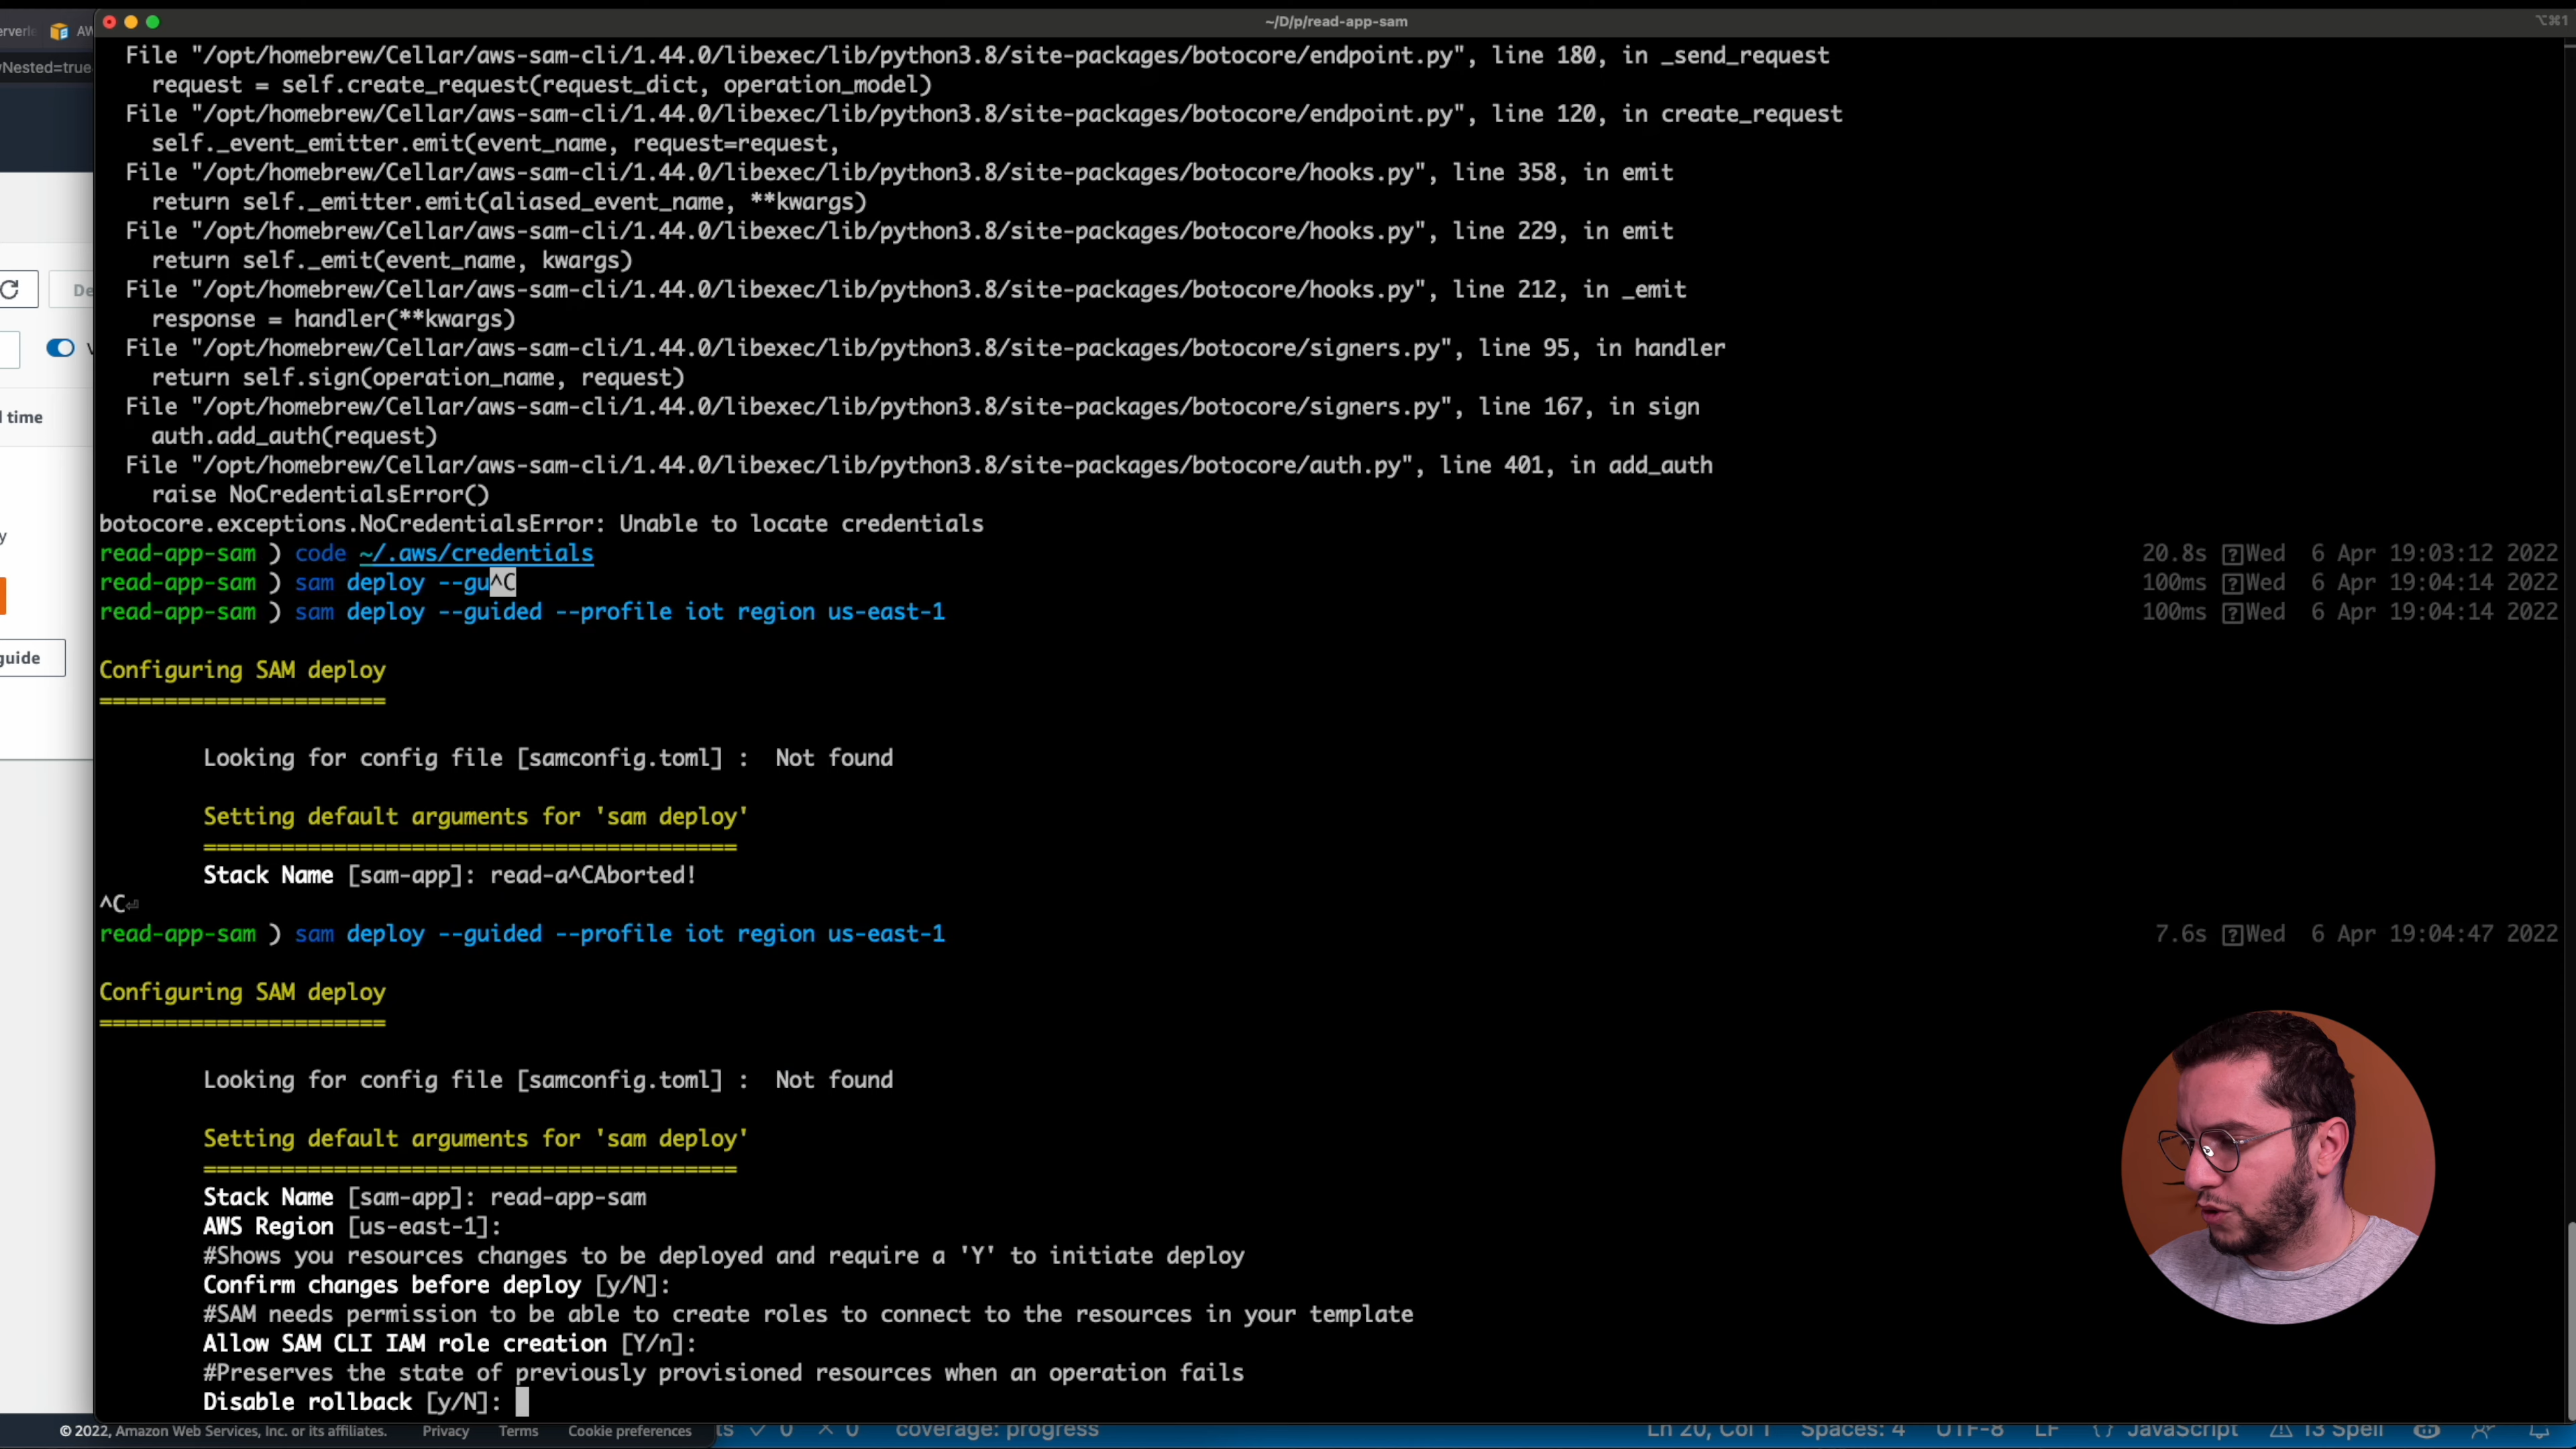 ~/D/p/read-app-sam
⌥⌘1
AW
Nested=true
File "/opt/homebrew/Cellar/aws-sam-cli/1.44.0/libexec/lib/python3.8/site-packages/botocore/endpoint.py", line 180, in _send_request
request = self.create_request(request_dict, operation_model)
File "/opt/homebrew/Cellar/aws-sam-cli/1.44.0/libexec/lib/python3.8/site-packages/botocore/endpoint.py", line 120, in create_request
self._event_emitter.emit(event_name, request=request,
File "/opt/homebrew/Cellar/aws-sam-cli/1.44.0/libexec/lib/python3.8/site-packages/botocore/hooks.py", line 358, in emit
return self._emitter.emit(aliased_event_name, **kwargs)
File "/opt/homebrew/Cellar/aws-sam-cli/1.44.0/libexec/lib/python3.8/site-packages/botocore/hooks.py", line 229, in emit
return self._emit(event_name, kwargs)
File "/opt/homebrew/Cellar/aws-sam-cli/1.44.0/libexec/lib/python3.8/site-packages/botocore/hooks.py", line 212, in _emit
response = handler(**kwargs)
File "/opt/homebrew/Cellar/aws-sam-cli/1.44.0/libexec/lib/python3.8/site-packages/botocore/signers.py", line 95, in handler
return self.sign(operation_name, request)
File "/opt/homebrew/Cellar/aws-sam-cli/1.44.0/libexec/lib/python3.8/site-packages/botocore/signers.py", line 167, in sign
auth.add_auth(request)
File "/opt/homebrew/Cellar/aws-sam-cli/1.44.0/libexec/lib/python3.8/site-packages/botocore/auth.py", line 401, in add_auth
raise NoCredentialsError()
botocore.exceptions.NoCredentialsError: Unable to locate credentials
read-app-sam ) code ~/.aws/credentials 20.8s Wed 6 Apr 19:03:12 2022
read-app-sam ) sam deploy --gu^C 100ms Wed 6 Apr 19:04:14 2022
read-app-sam ) sam deploy --guided --profile iot region us-east-1 100ms Wed 6 Apr 19:04:14 2022
Configuring SAM deploy
======================
Looking for config file [samconfig.toml] : Not found
Setting default arguments for 'sam deploy'
=========================================
Stack Name [sam-app]: read-a^CAborted!
^C⏎
read-app-sam ) sam deploy --guided --profile iot region us-east-1 7.6s Wed 6 Apr 19:04:47 2022
Configuring SAM deploy
======================
Looking for config file [samconfig.toml] : Not found
Setting default arguments for 'sam deploy'
=========================================
Stack Name [sam-app]: read-app-sam
AWS Region [us-east-1]:
#Shows you resources changes to be deployed and require a 'Y' to initiate deploy
Confirm changes before deploy [y/N]:
#SAM needs permission to be able to create roles to connect to the resources in your template
Allow SAM CLI IAM role creation [Y/n]:
#Preserves the state of previously provisioned resources when an operation fails
Disable rollback [y/N]:
De
time
guide
© 2022, Amazon Web Services, Inc. or its affiliates. Privacy Terms Cookie preferences
ts 0 0 coverage: progress Ln 20, Col 1 Spaces: 4 UTF-8 LF {} JavaScript 13 Spell